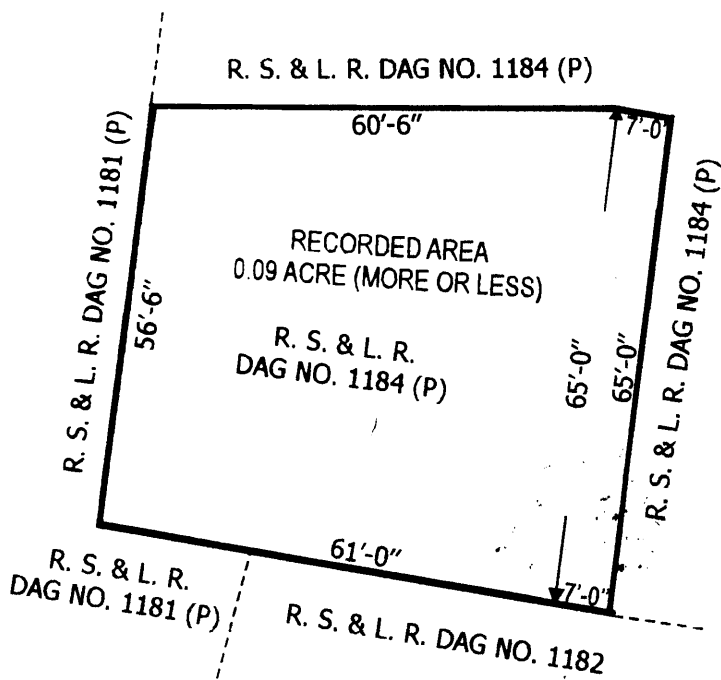 R. S. & L. R. DAG NO. 1184 (P)
60'-6"
7'-0"
R. S. & L. R. DAG NO. 1181 (P)
56'-6"
RECORDED AREA
0.09 ACRE (MORE OR LESS)
R. S. & L. R.
DAG NO. 1184 (P)
65'-0"
65'-0"
R. S. & L. R. DAG NO. 1184 (P)
61'-0"
7'-0"
R. S. & L. R.
DAG NO. 1181 (P)
R. S. & L. R. DAG NO. 1182